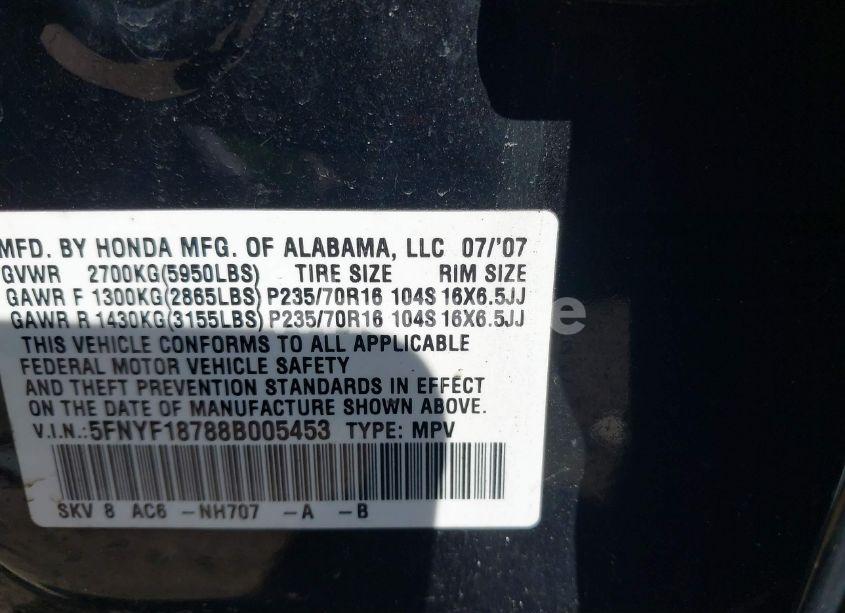 MFD. BY HONDA MFG. OF ALABAMA, LLC 07/'07
GVWR 2700KG(5950LBS) TIRE SIZE RIM SIZE
GAWR F 1300KG(2865LBS) P235/70R16 104S 16X6.5JJ
GAWR R 1430KG(3155LBS) P235/70R16 104S 16X6.5JJ
THIS VEHICLE CONFORMS TO ALL APPLICABLE
FEDERAL MOTOR VEHICLE SAFETY
AND THEFT PREVENTION STANDARDS IN EFFECT
ON THE DATE OF MANUFACTURE SHOWN ABOVE.
V.I.N.:5FNYF18788B005453 TYPE: MPV
SKV 8 AC6 -NH707 -A -B